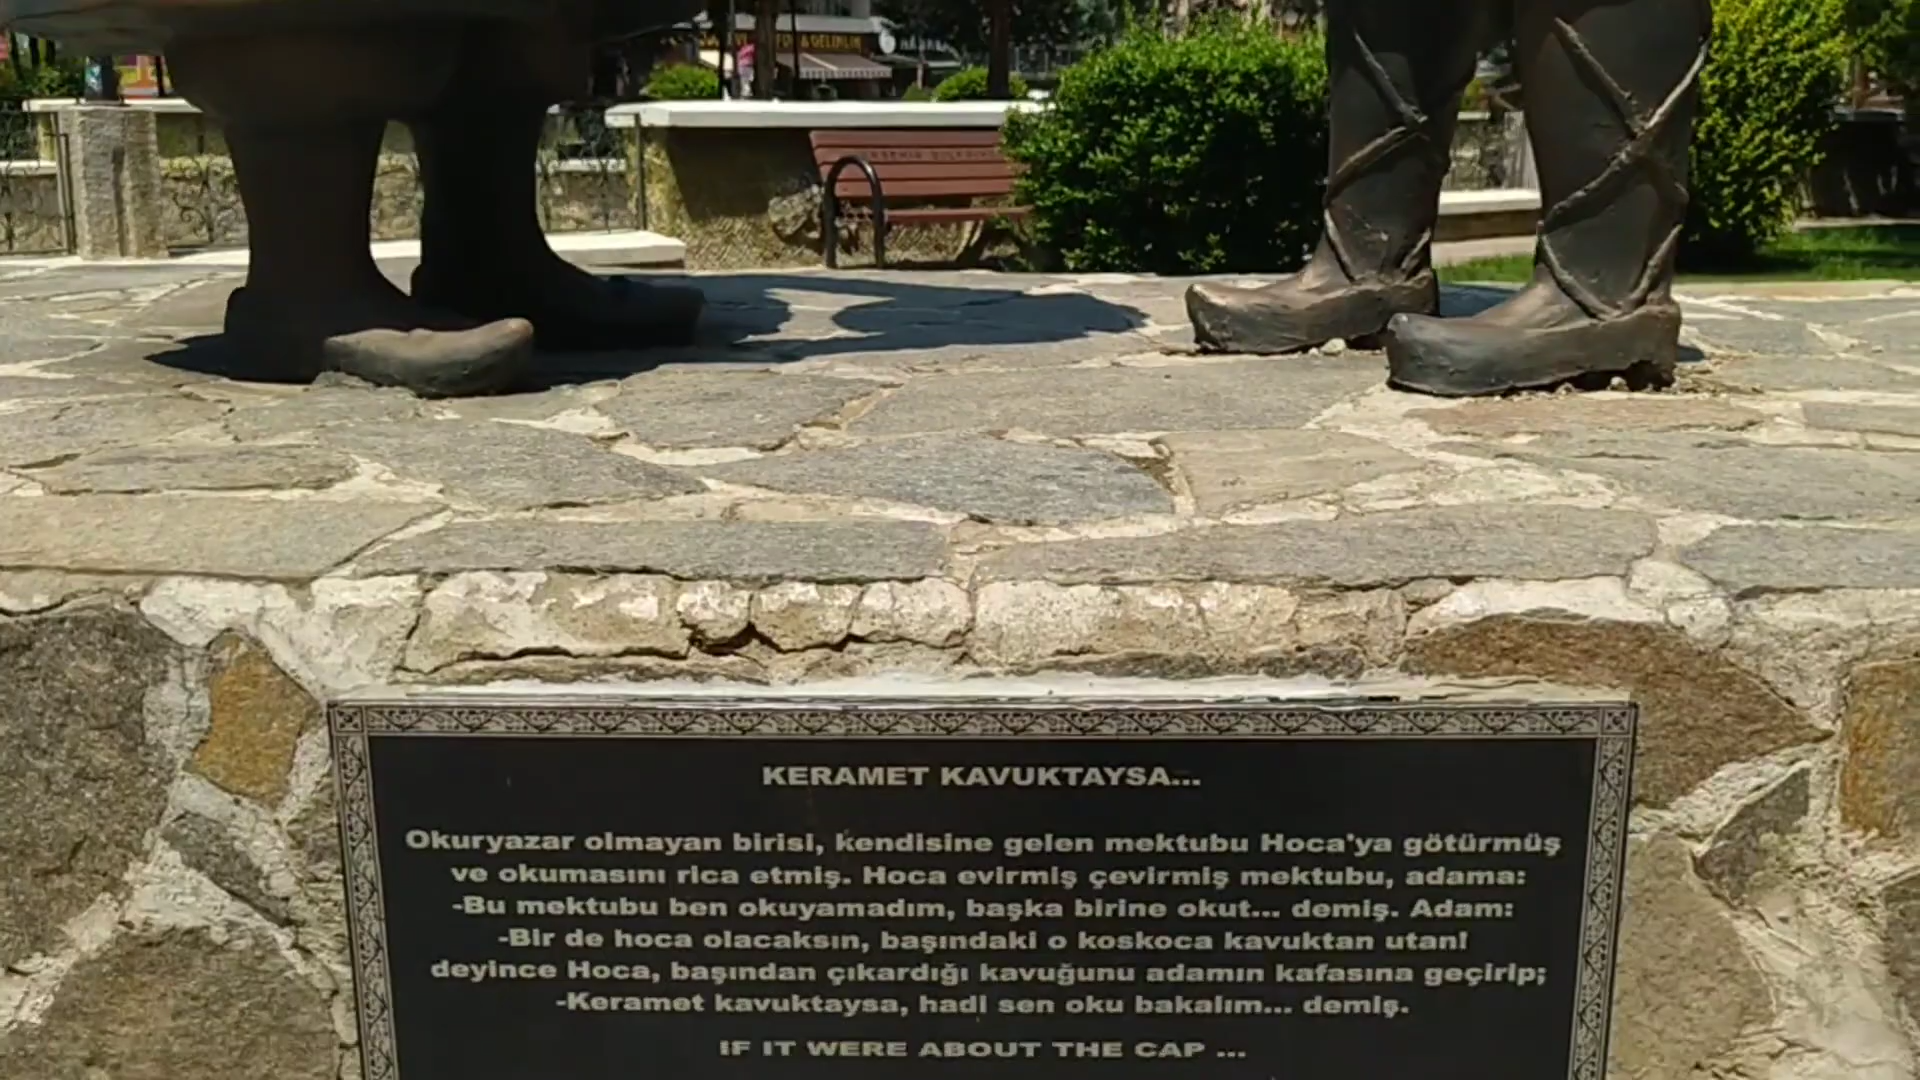 & GELİNLİK
KERAMET KAVUKTAYSA...
Okuryazar olmayan birisi, kendisine gelen mektubu Hoca'ya götürmüş
ve okumasını rica etmiş. Hoca evirmiş çevirmiş mektubu, adama:
-Bu mektubu ben okuyamadım, başka birine okut... demiş. Adam:
-Bir de hoca olacaksın, başındaki o koskoca kavuktan utan!
deyince Hoca, başından çıkardığı kavuğunu adamın kafasına geçirip;
-Keramet kavuktaysa, hadi sen oku bakalım... demiş.
IF IT WERE ABOUT THE CAP ...